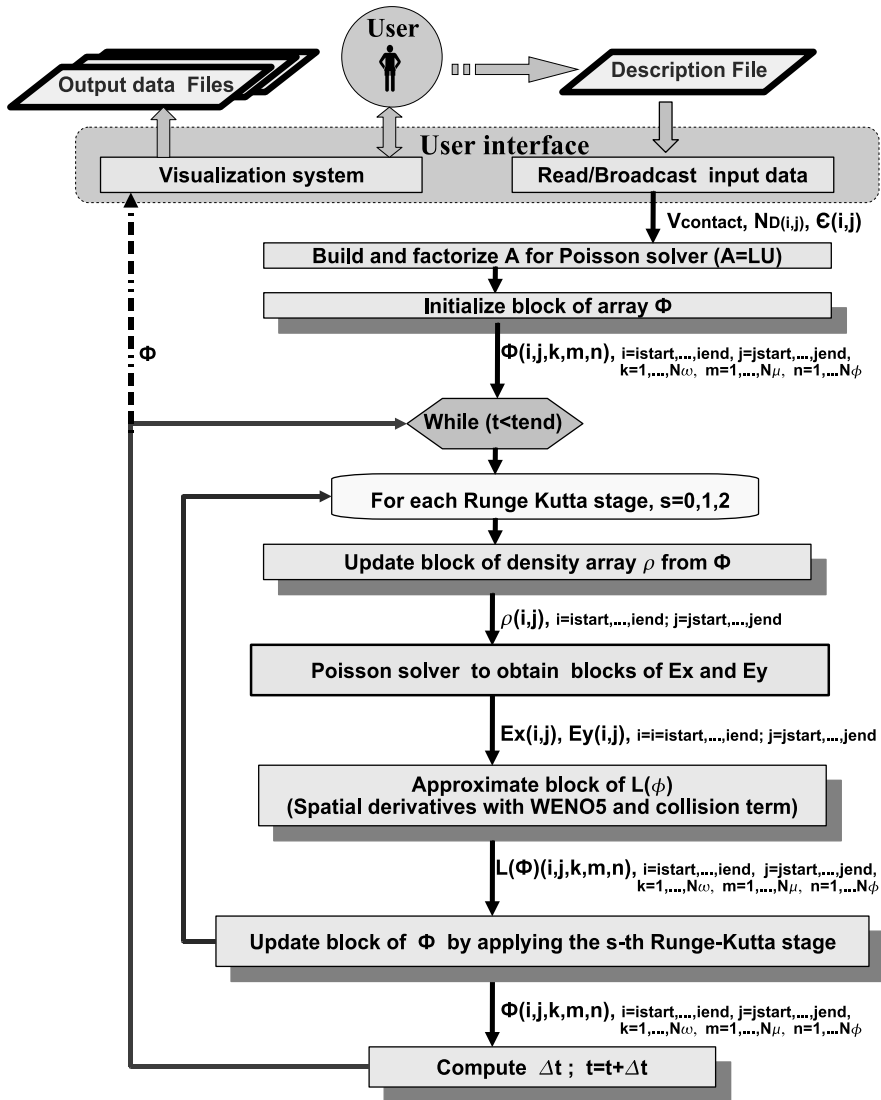 User
Output data Files
Description File
User interface
Visualization system
Read/Broadcast input data
Vcontact, ND(i,j), Є(i,j)
Build and factorize A for Poisson solver (A=LU)
Initialize block of array Φ
Φ
Φ(i,j,k,m,n), i=istart,...,iend, j=jstart,...,jend,
k=1,...,Nω, m=1,...,Nμ, n=1,...Nϕ
While (t<tend)
For each Runge Kutta stage, s=0,1,2
Update block of density array ρ from Φ
ρ(i,j), i=istart,...,iend; j=jstart,...,jend
Poisson solver to obtain blocks of Ex and Ey
Ex(i,j), Ey(i,j), i=i=istart,...,iend; j=jstart,...,jend
Approximate block of L(ϕ)
(Spatial derivatives with WENO5 and collision term)
L(Φ)(i,j,k,m,n), i=istart,...,iend, j=jstart,...,jend,
k=1,...,Nω, m=1,...,Nμ, n=1,...Nϕ
Update block of Φ by applying the s-th Runge-Kutta stage
Φ(i,j,k,m,n), i=istart,...,iend, j=jstart,...,jend,
k=1,...,Nω, m=1,...,Nμ, n=1,...Nϕ
Compute Δt ; t=t+Δt